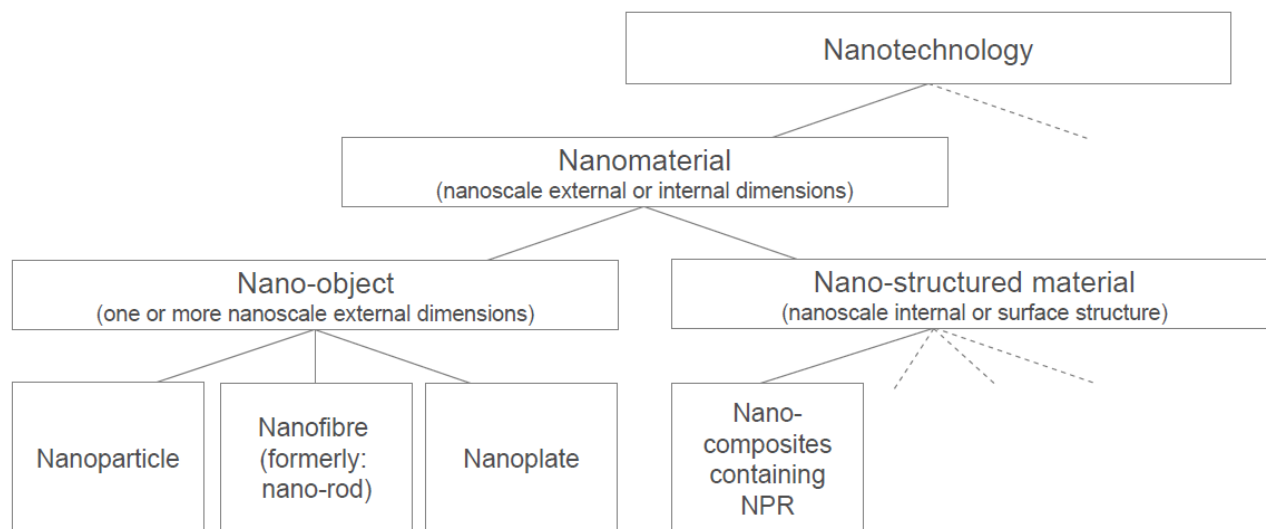 Nanotechnology
Nanomaterial
(nanoscale external or internal dimensions)
Nano-object
(one or more nanoscale external dimensions)
Nano-structured material
(nanoscale internal or surface structure)
Nanoparticle
Nanofibre
(formerly:
nano-rod)
Nanoplate
Nano-
composites
containing
NPR